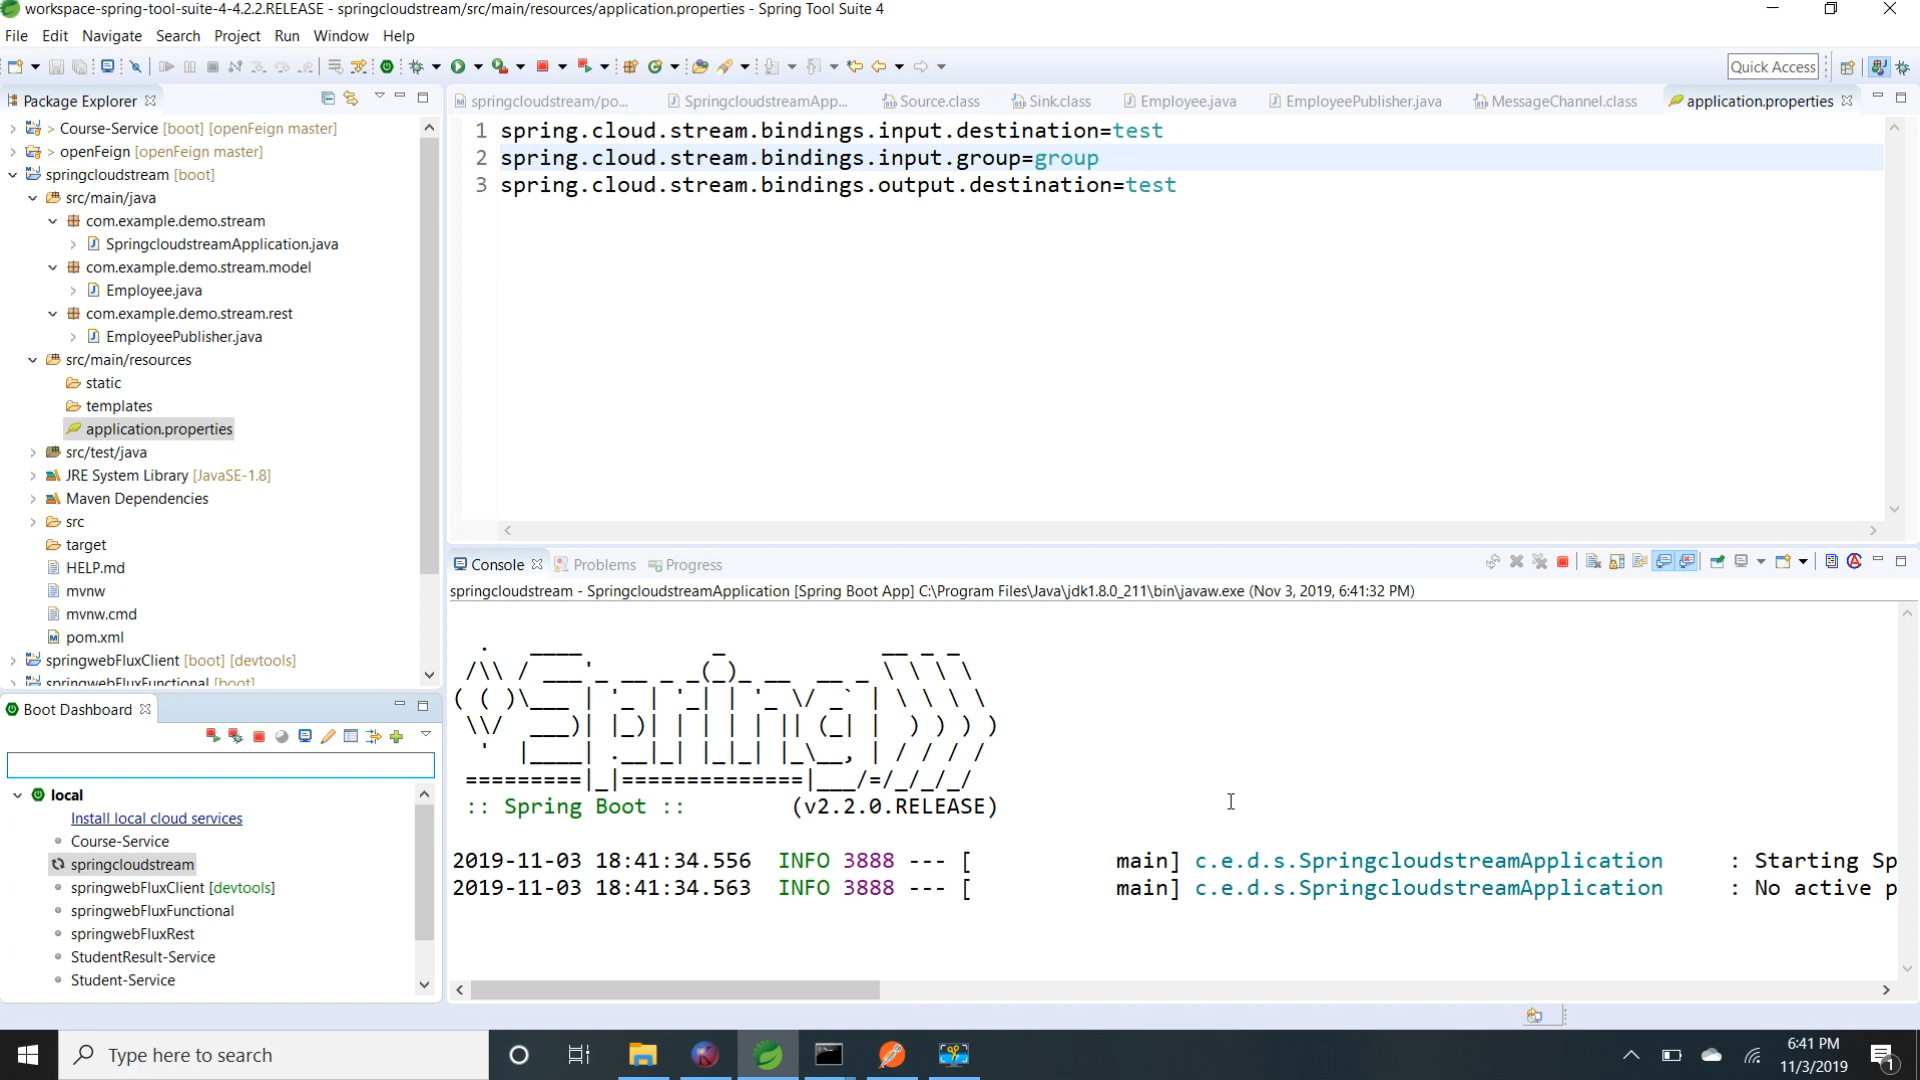 workspace-spring-tool-suite-4-4.2.2.RELEASE - springcloudstream/src/main/resources/application.properties - Spring Tool Suite 4
File Edit Navigate Search Project Run Window Help
Quick Access
Package Explorer
springcloudstream/po...
SpringcloudstreamApp...
Source.class
Sink.class
Employee.java
EmployeePublisher.java
MessageChannel.class
application.properties
> Course-Service [boot] [openFeign master]
> openFeign [openFeign master]
springcloudstream [boot]
src/main/java
com.example.demo.stream
SpringcloudstreamApplication.java
com.example.demo.stream.model
Employee.java
com.example.demo.stream.rest
EmployeePublisher.java
src/main/resources
static
templates
application.properties
src/test/java
JRE System Library [JavaSE-1.8]
Maven Dependencies
src
target
HELP.md
mvnw
mvnw.cmd
pom.xml
springwebFluxClient [boot] [devtools]
springwebFluxFunctional [boot]
1 spring.cloud.stream.bindings.input.destination=test
2 spring.cloud.stream.bindings.input.group=group
3 spring.cloud.stream.bindings.output.destination=test
Console Problems Progress
springcloudstream - SpringcloudstreamApplication [Spring Boot App] C:\Program Files\Java\jdk1.8.0_211\bin\javaw.exe (Nov 3, 2019, 6:41:32 PM)
Spring
:: Spring Boot :: (v2.2.0.RELEASE)
2019-11-03 18:41:34.556 INFO 3888 --- [ main] c.e.d.s.SpringcloudstreamApplication : Starting Sp
2019-11-03 18:41:34.563 INFO 3888 --- [ main] c.e.d.s.SpringcloudstreamApplication : No active p
Boot Dashboard
local
Install local cloud services
Course-Service
springcloudstream
springwebFluxClient [devtools]
springwebFluxFunctional
springwebFluxRest
StudentResult-Service
Student-Service
Type here to search
6:41 PM
11/3/2019
1